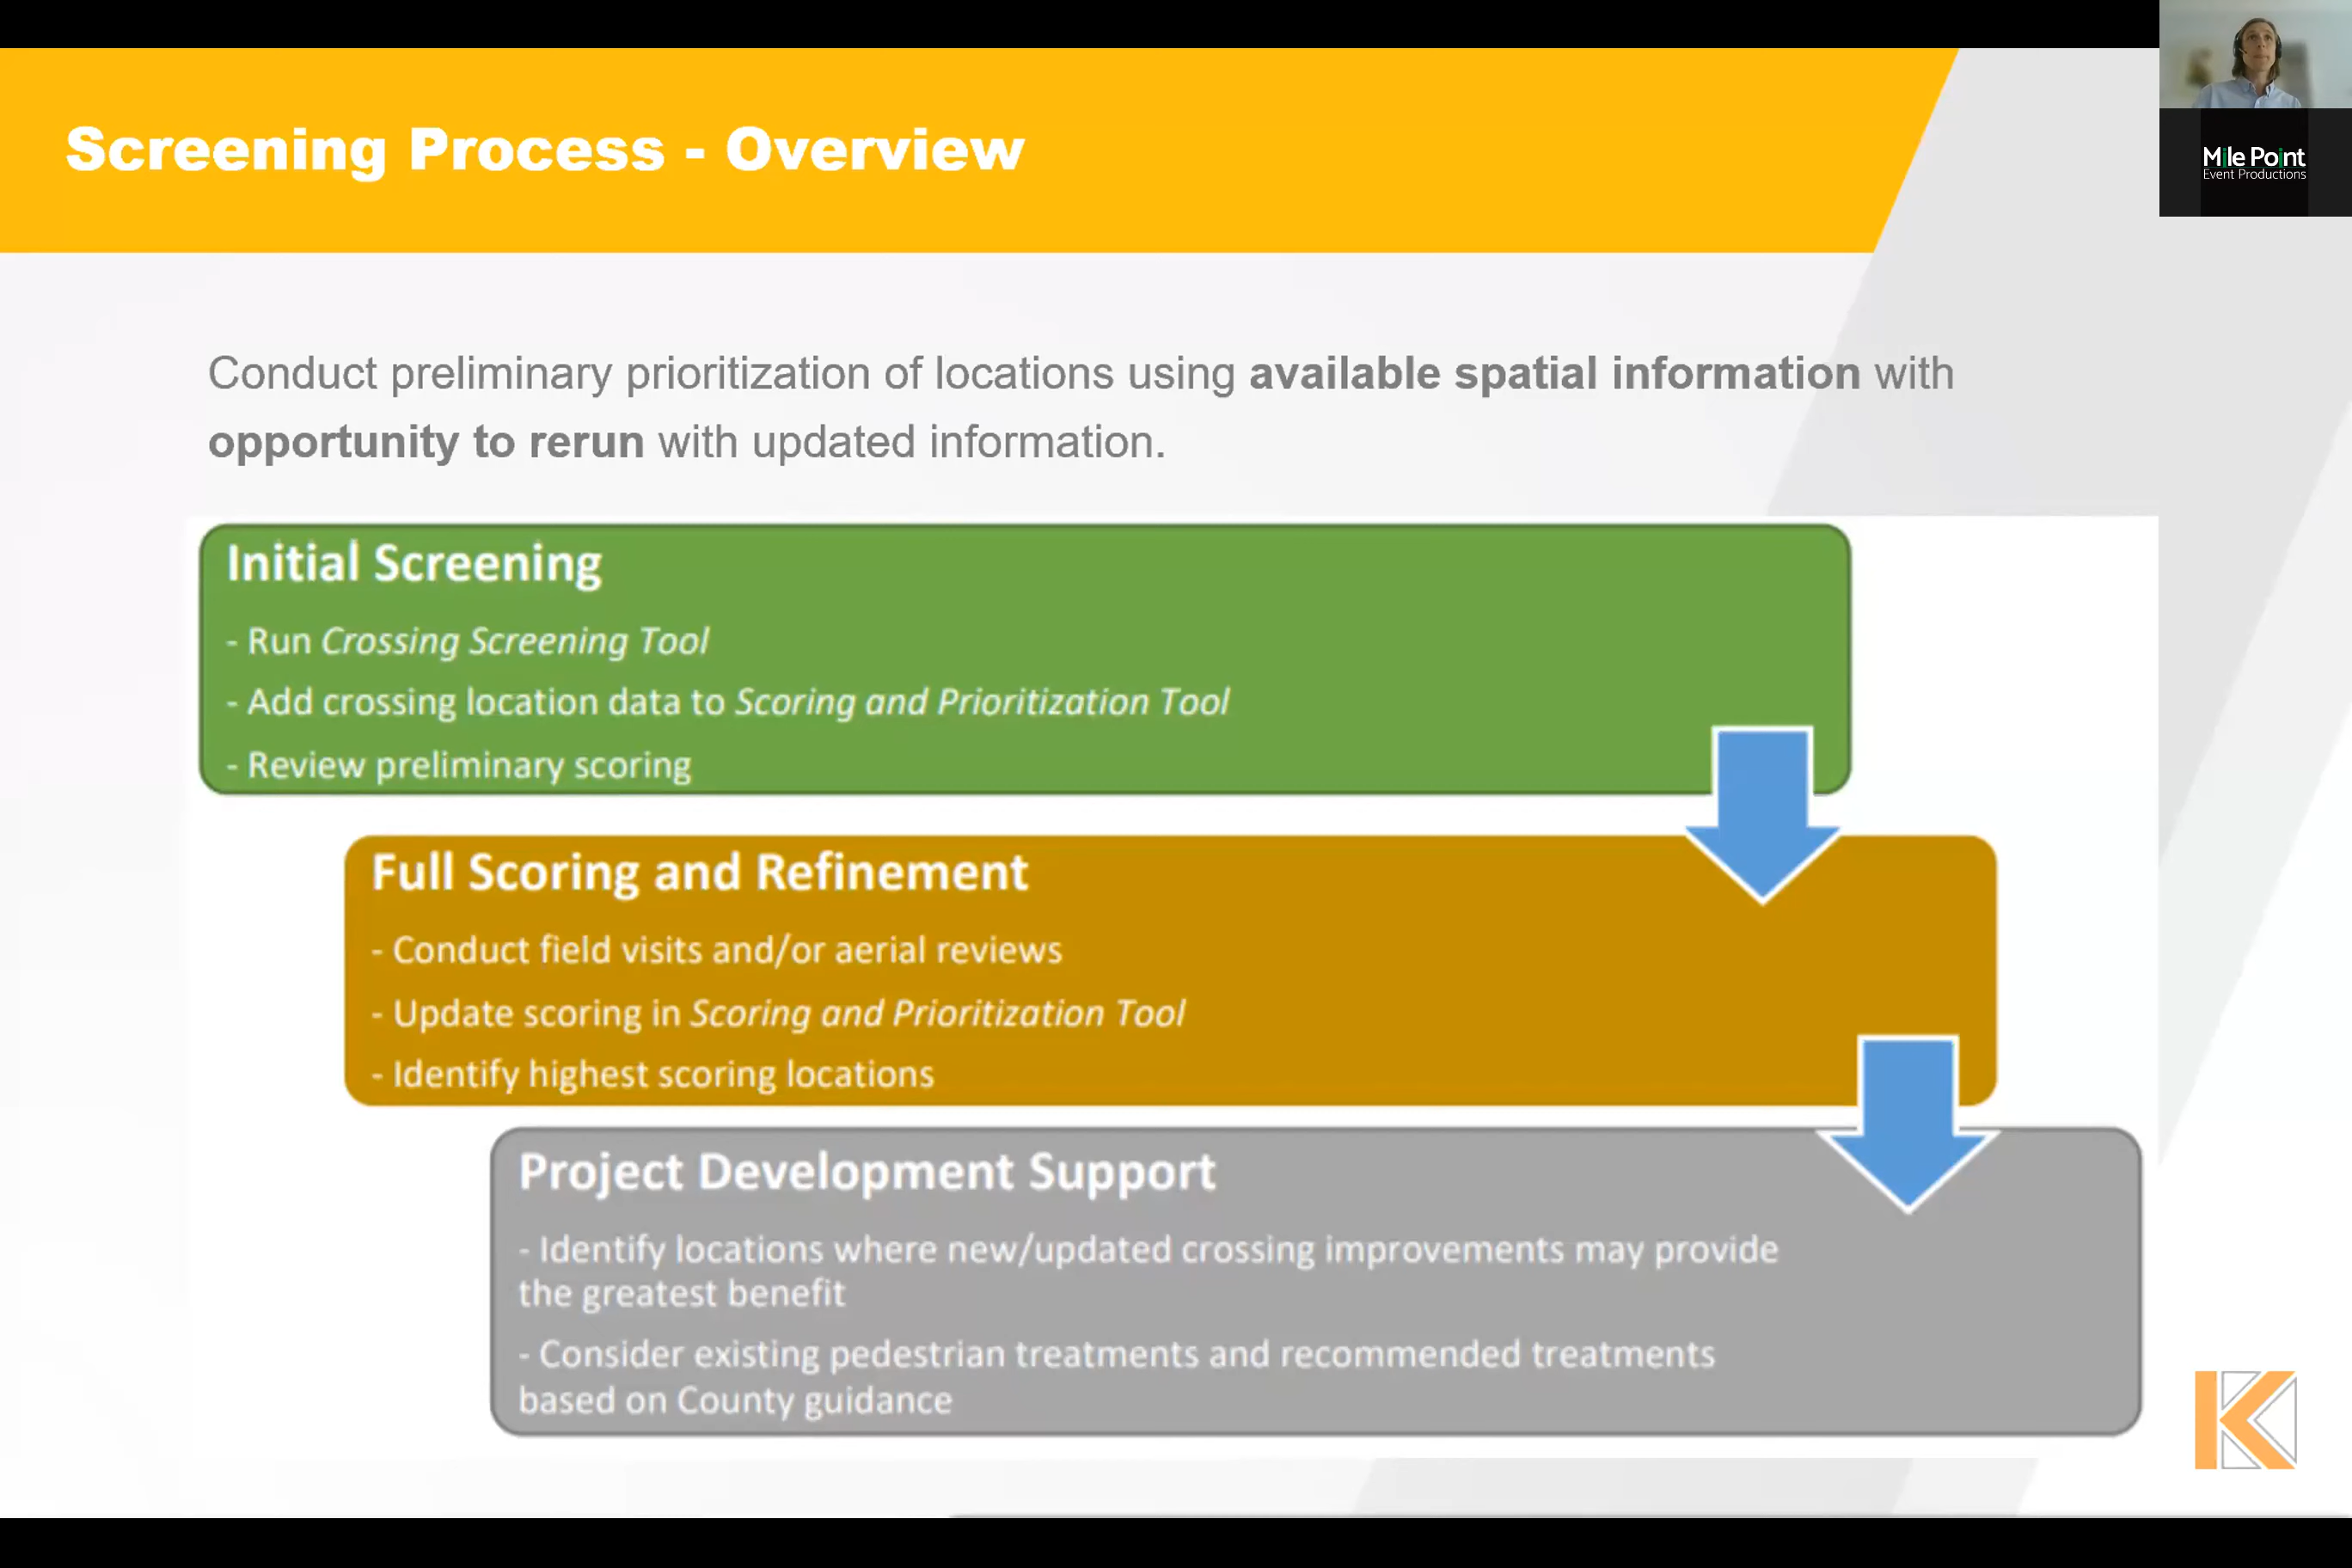 Mile Point
Event Productions
Screening Process - Overview
Conduct preliminary prioritization of locations using available spatial information with
opportunity to rerun with updated information.
Initial Screening
- Run Crossing Screening Tool
- Add crossing location data to Scoring and Prioritization Tool
- Review preliminary scoring
Full Scoring and Refinement
- Conduct field visits and/or aerial reviews
- Update scoring in Scoring and Prioritization Tool
- Identify highest scoring locations
Project Development Support
- Identify locations where new/updated crossing improvements may provide
the greatest benefit
- Consider existing pedestrian treatments and recommended treatments
based on County guidance
K